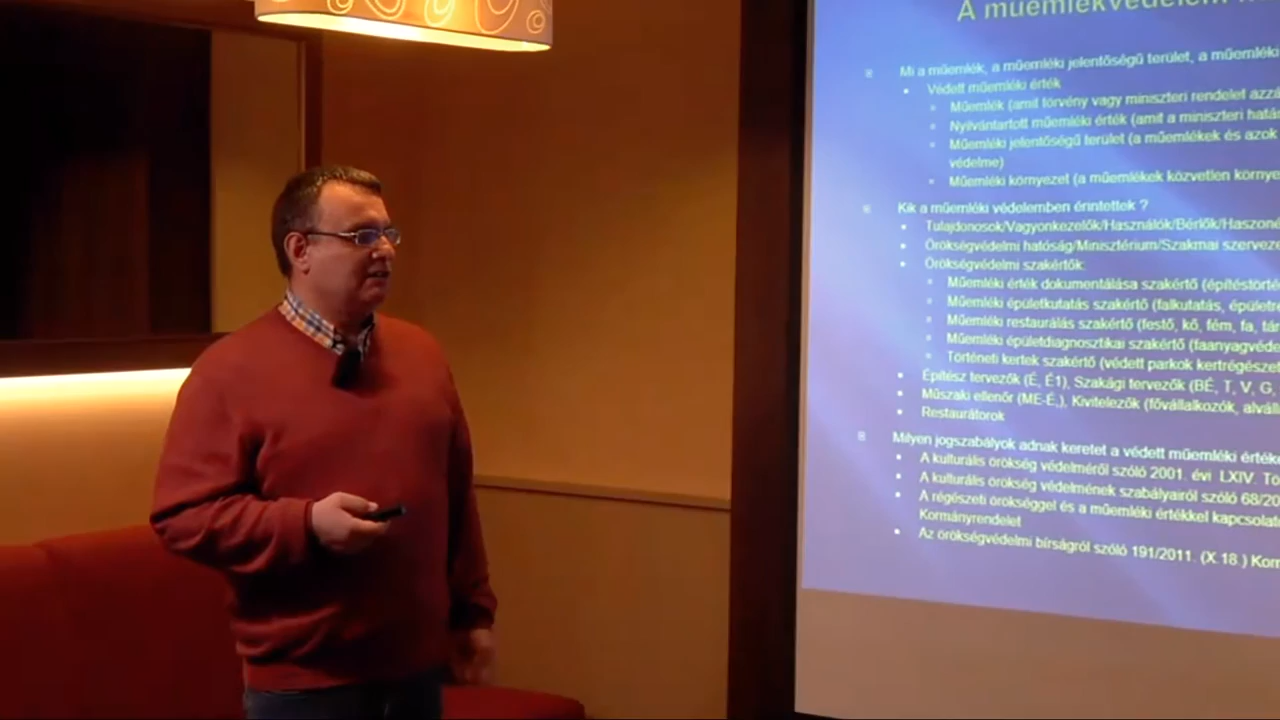 A műemlékvédelem
Mi a műemlék, a műemléki jelentőségű terület, a műemléki
Védett műemléki érték
Műemlék (amit törvény vagy miniszteri rendelet azzá
Nyilvántartott műemléki érték (amit a miniszteri
Műemléki jelentőségű terület (a műemlékek és azok
védelme)
Műemléki környezet (a műemlékek közvetlen
Kik a műemléki védelemben érintettek ?
Tulajdonosok/Vagyonkezelők/Használók/Bérlők/
Örökségvédelmi hatóság/Minisztérium/Szakmai
Örökségvédelmi szakértők:
Műemléki érték dokumentálása szakértő
Műemléki épületkutatás szakértő (falkutatás,
Műemléki restaurálás szakértő (festő, kő, fém, fa,
Műemléki épületdiagnosztikai szakértő
Történeti kertek szakértő (védett parkok
Építész tervezők (É, É1), Szakági tervezők (BÉ, T, V, G,
Műszaki ellenőr (ME-É,), Kivitelezők (fővállalkozók,
Restaurátorok
Milyen jogszabályok adnak keretet a védett műemléki
A kulturális örökség védelméről szóló 2001. évi LXIV.
A kulturális örökség védelmének szabályairól szóló
A régészeti örökséggel és a műemléki értékkel
Kormányrendelet
Az örökségvédelmi bírságról szóló 191/2011. (X.18.)